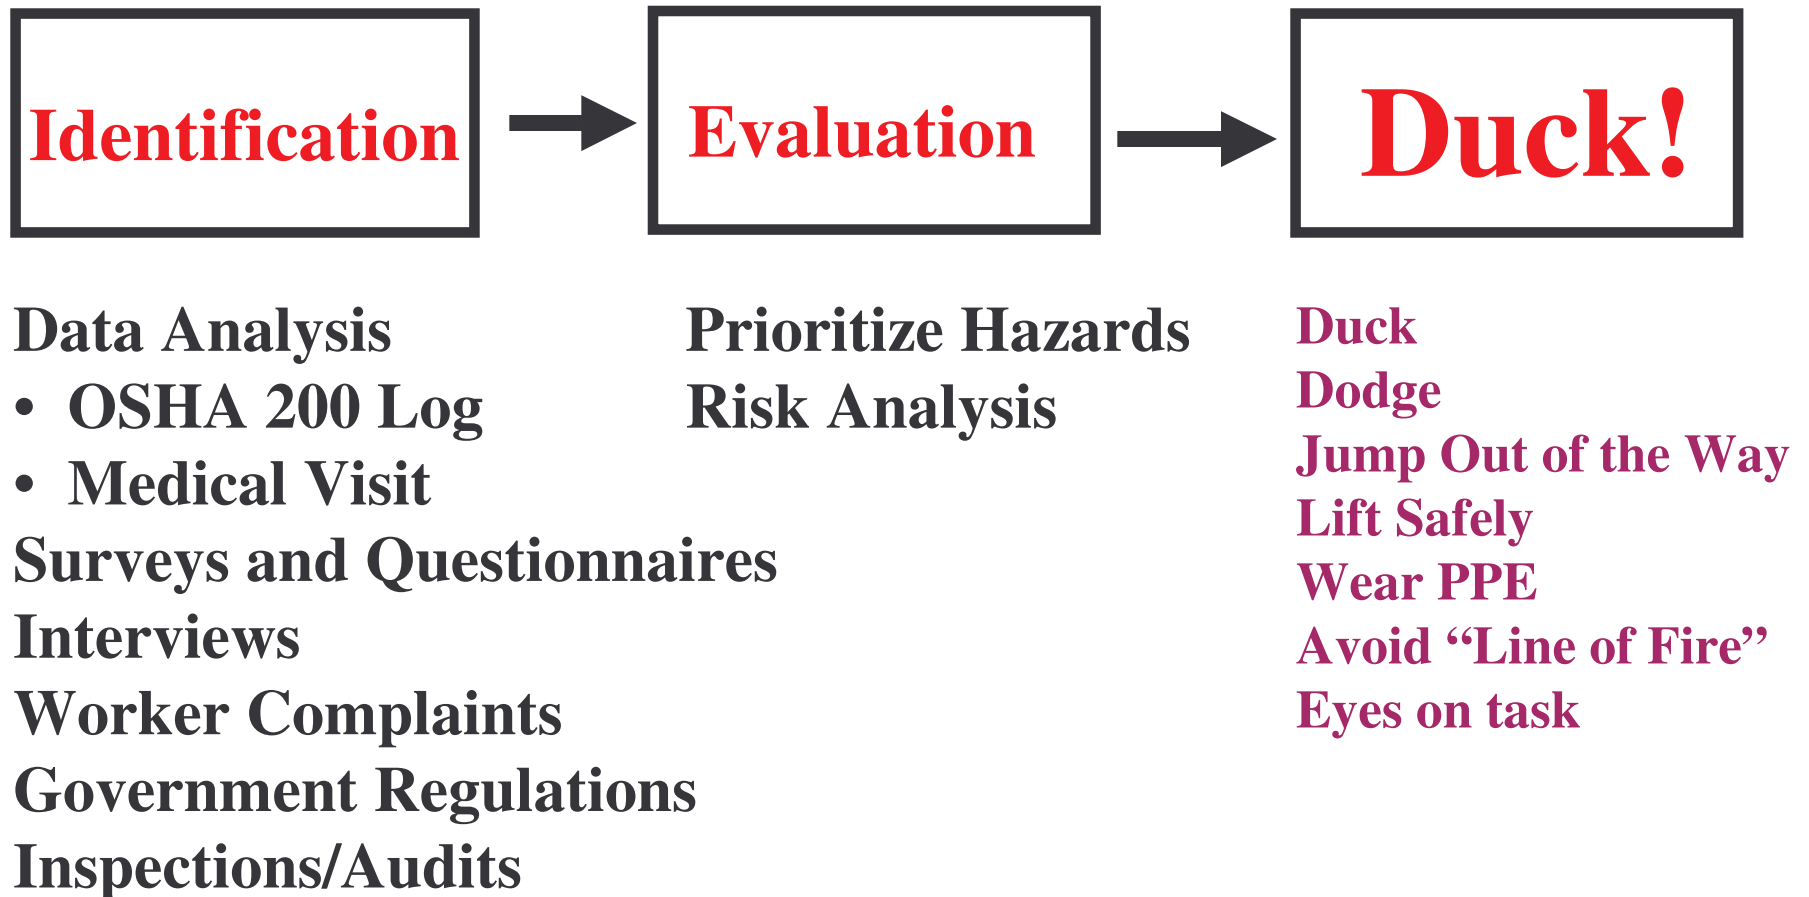 Identification
Evaluation
Duck!
Data Analysis
• OSHA 200 Log
• Medical Visit
Surveys and Questionnaires
Interviews
Worker Complaints
Government Regulations
Inspections/Audits
Prioritize Hazards
Risk Analysis
Duck
Dodge
Jump Out of the Way
Lift Safely
Wear PPE
Avoid “Line of Fire”
Eyes on task